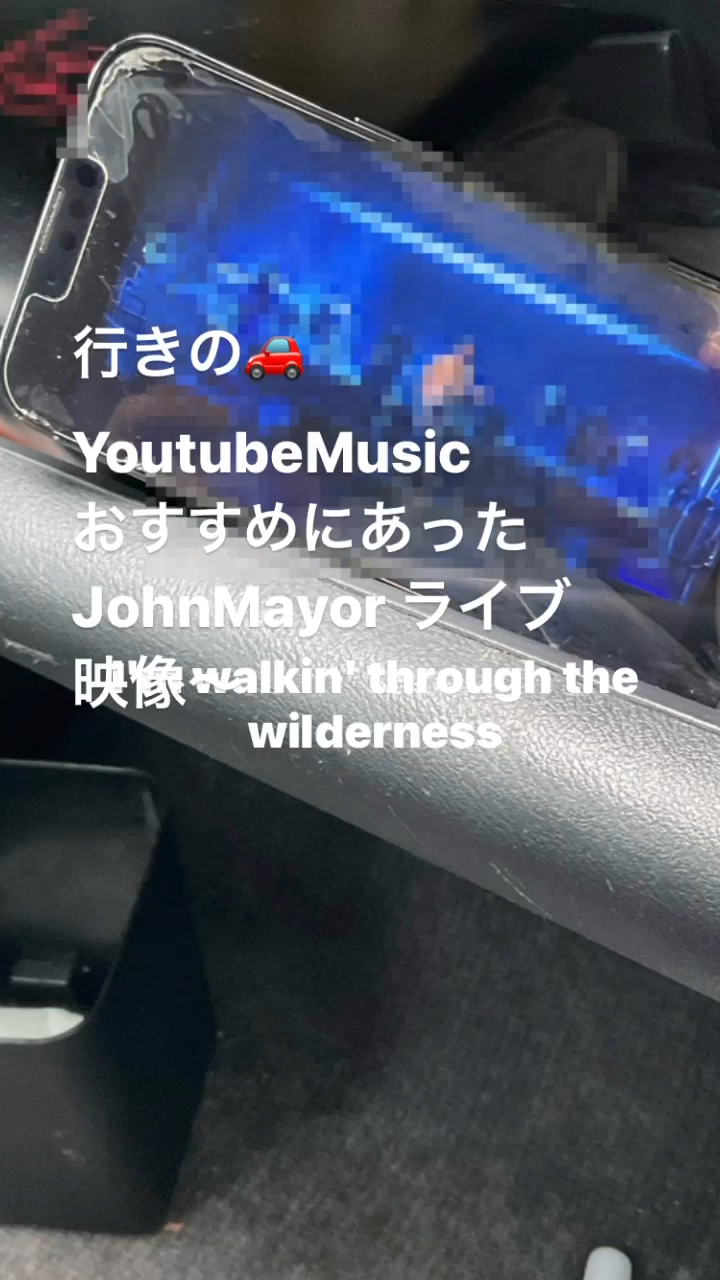 行きの🚗
YoutubeMusic
おすすめにあった
JohnMayor ライブ
映像〜
walkin' through the
wilderness